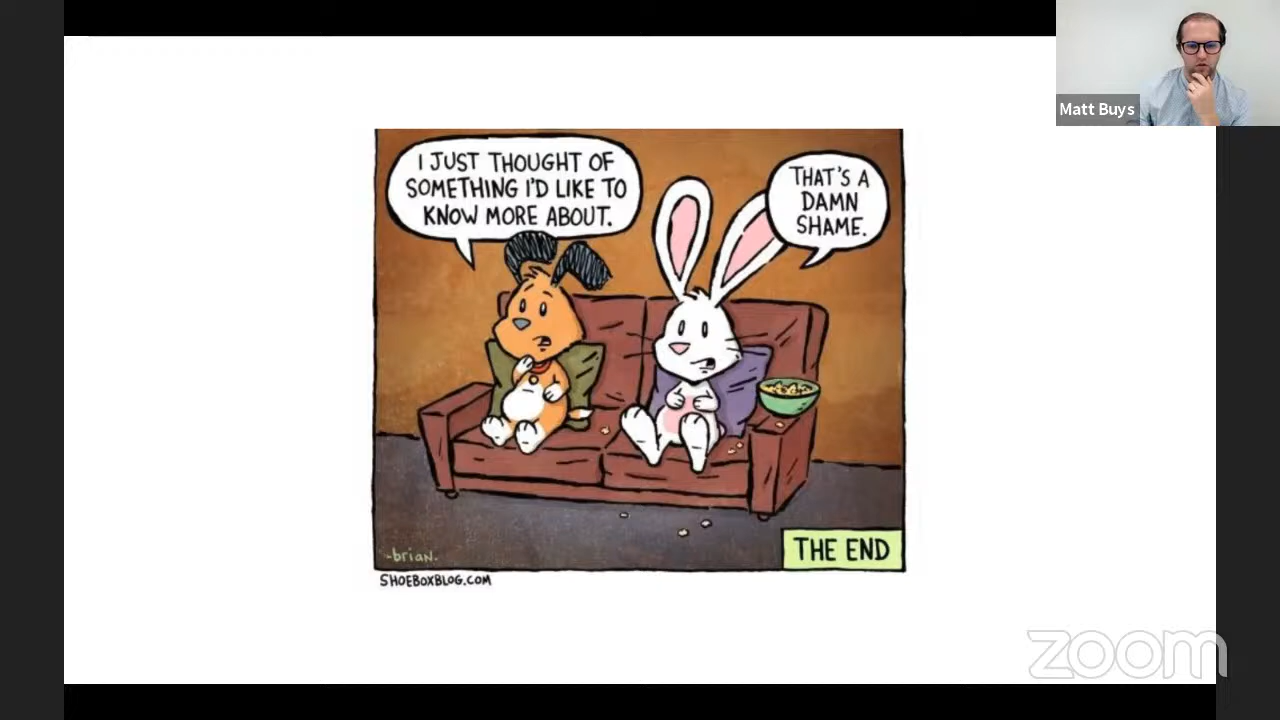 Matt Buys
I JUST THOUGHT OF
SOMETHING I'D LIKE TO
KNOW MORE ABOUT.
THAT'S A
DAMN
SHAME.
THE END
-brian.
SHOEBOXBLOG.COM
zoom